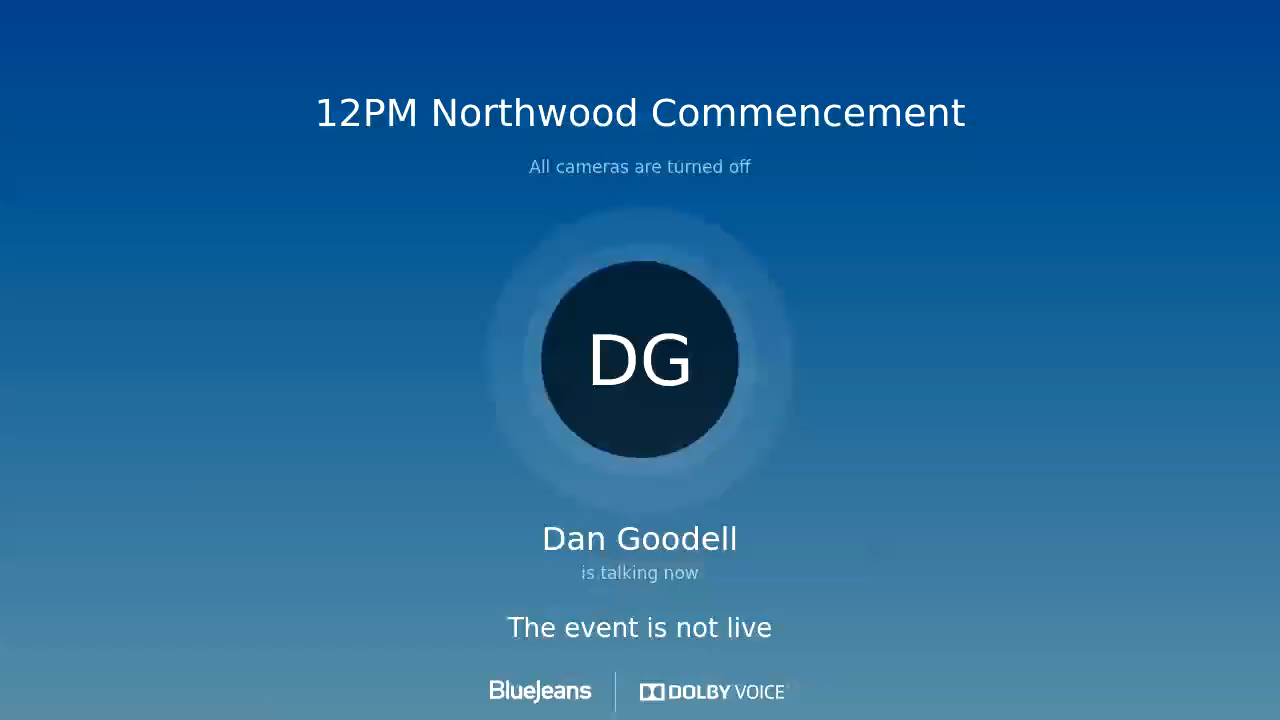 12PM Northwood Commencement
All cameras are turned off
DG
Dan Goodell
is talking now
The event is not live
BlueJeans DOLBY VOICE